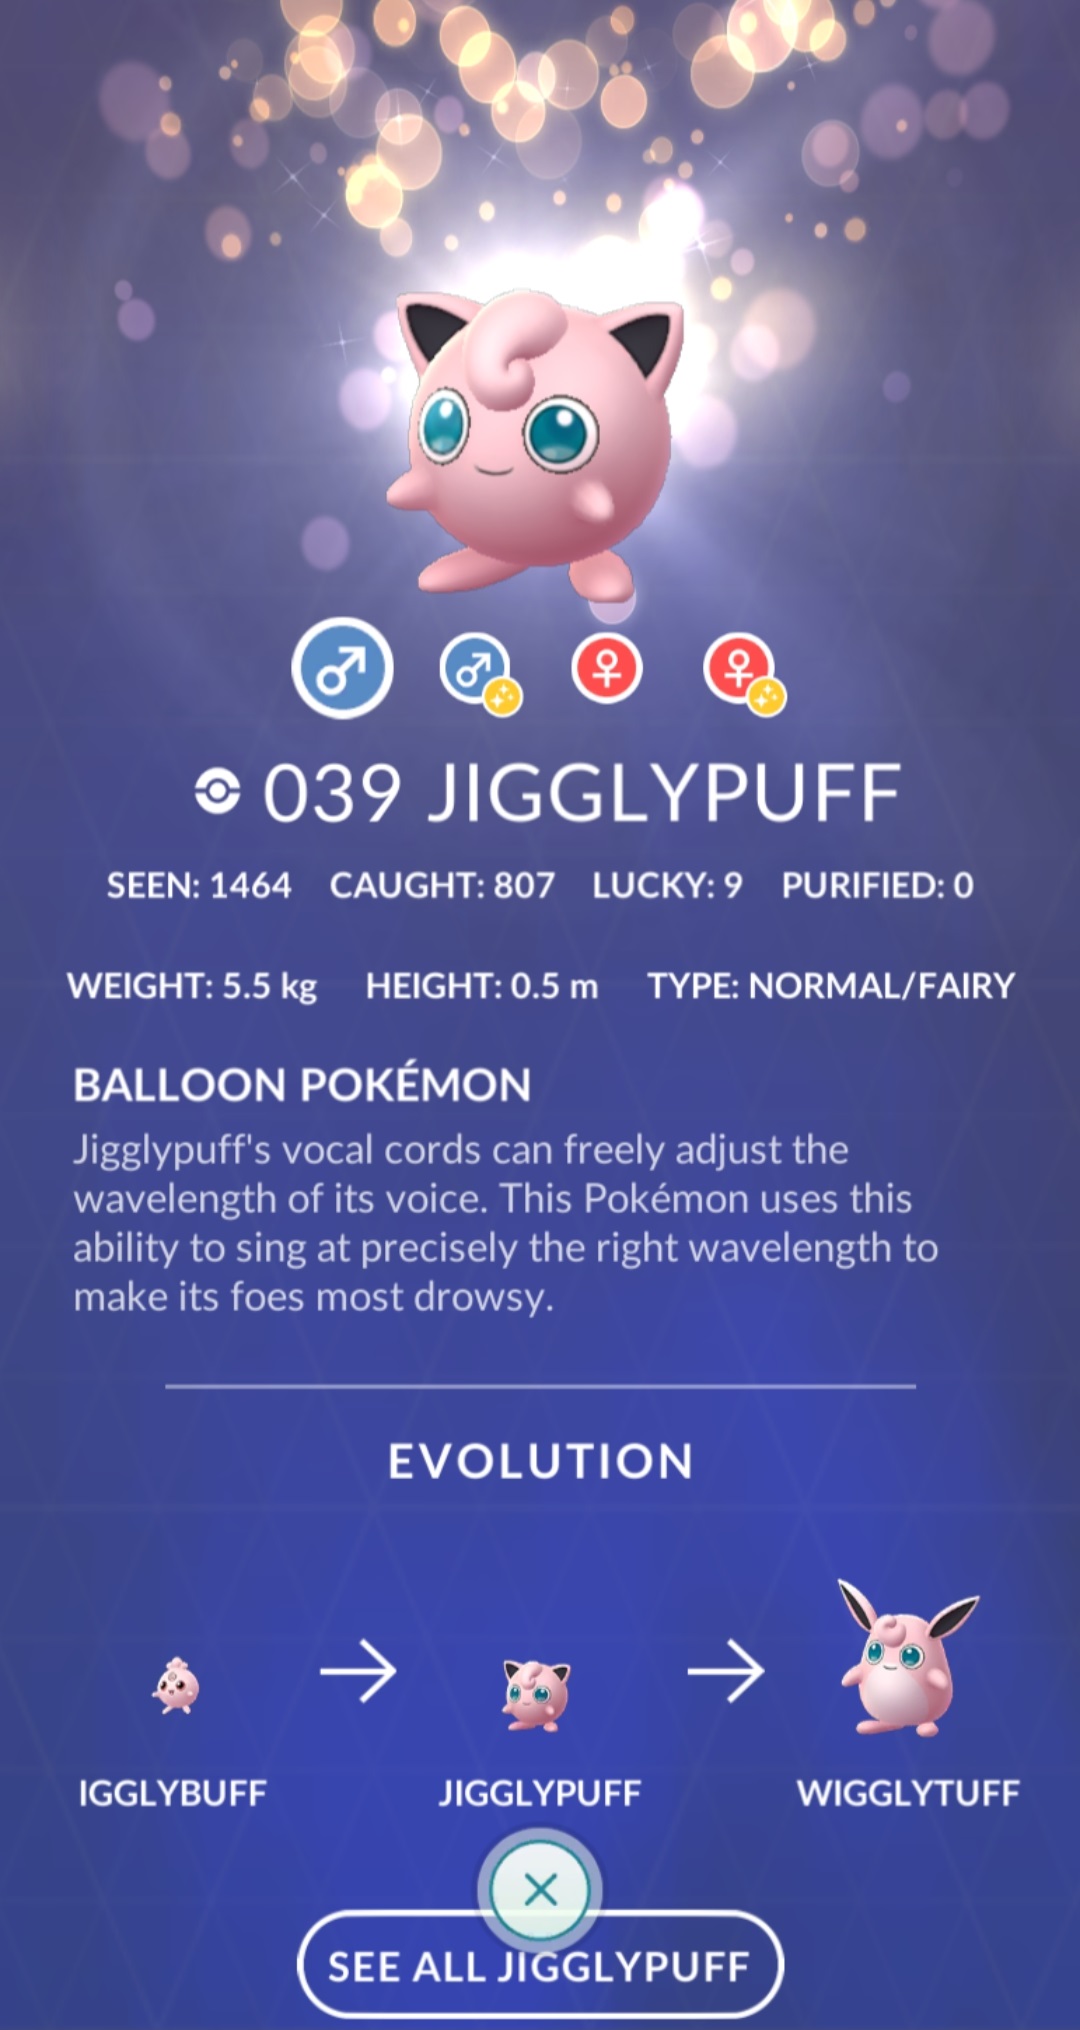 039 JIGGLYPUFF
SEEN: 1464 CAUGHT: 807 LUCKY: 9 PURIFIED: 0
WEIGHT: 5.5 kg HEIGHT: 0.5 m TYPE: NORMAL/FAIRY
BALLOON POKÉMON
Jigglypuff's vocal cords can freely adjust the
wavelength of its voice. This Pokémon uses this
ability to sing at precisely the right wavelength to
make its foes most drowsy.
EVOLUTION
IGGLYBUFF JIGGLYPUFF WIGGLYTUFF
SEE ALL JIGGLYPUFF